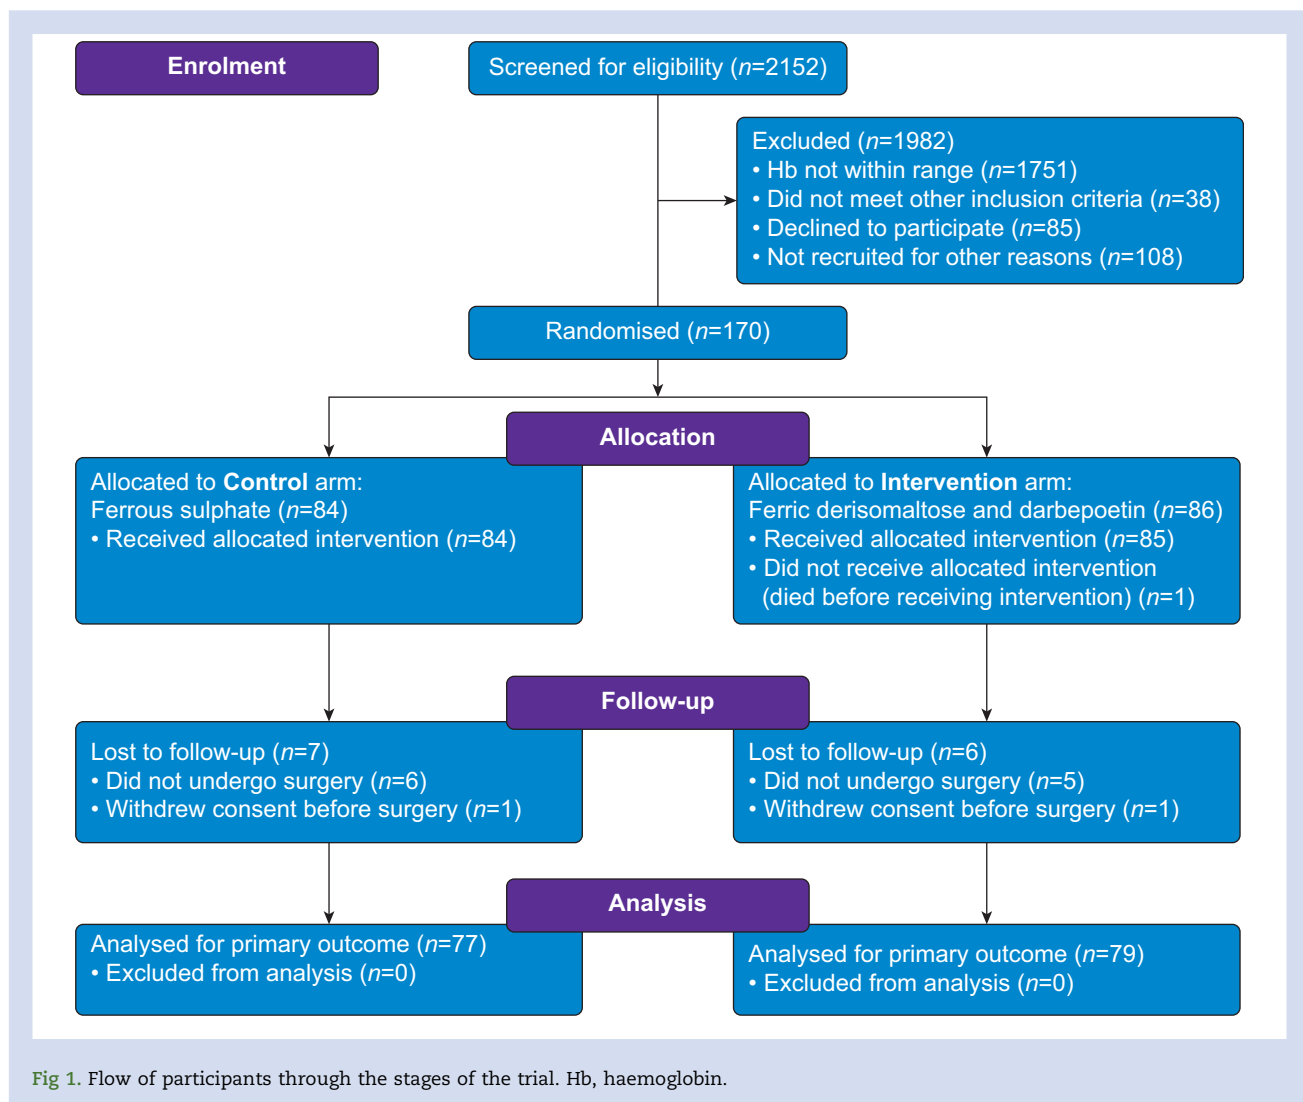 Enrolment
Screened for eligibility (n=2152)
Excluded (n=1982)
• Hb not within range (n=1751)
• Did not meet other inclusion criteria (n=38)
• Declined to participate (n=85)
• Not recruited for other reasons (n=108)
Randomised (n=170)
Allocation
Allocated to Control arm:
Ferrous sulphate (n=84)
• Received allocated intervention (n=84)
Allocated to Intervention arm:
Ferric derisomaltose and darbepoetin (n=86)
• Received allocated intervention (n=85)
• Did not receive allocated intervention
(died before receiving intervention) (n=1)
Follow-up
Lost to follow-up (n=7)
• Did not undergo surgery (n=6)
• Withdrew consent before surgery (n=1)
Lost to follow-up (n=6)
• Did not undergo surgery (n=5)
• Withdrew consent before surgery (n=1)
Analysis
Analysed for primary outcome (n=77)
• Excluded from analysis (n=0)
Analysed for primary outcome (n=79)
• Excluded from analysis (n=0)
Fig 1. Flow of participants through the stages of the trial. Hb, haemoglobin.